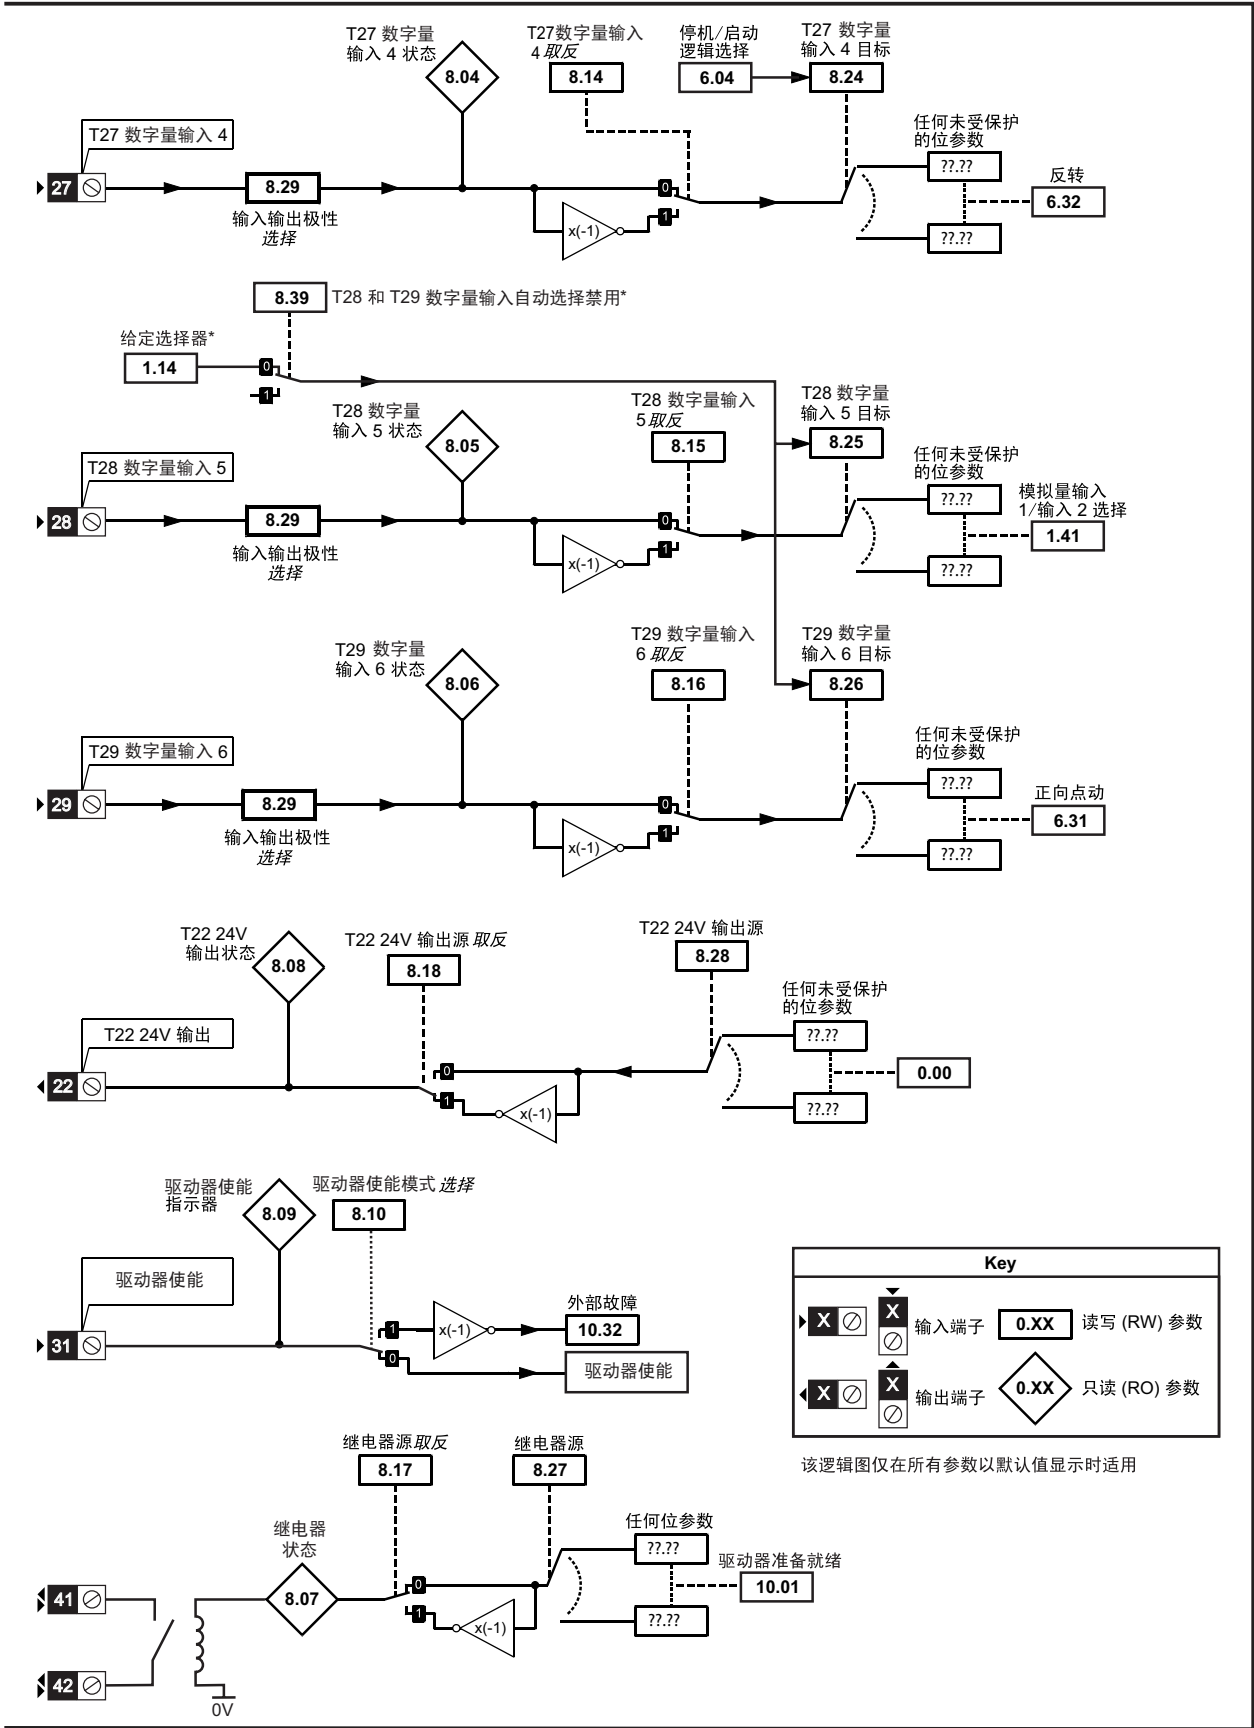 T27 数字量
输入 4 状态
8.04
T27数字量输入
4 取反
8.14
停机/启动
逻辑选择
6.04
T27 数字量
输入 4 目标
8.24
T27 数字量输入 4
27
8.29
输入输出极性
选择
0
1
x(-1)
任何未受保护
的位参数
??.??
??.??
反转
6.32
8.39
T28 和 T29 数字量输入自动选择禁用*
给定选择器*
1.14
0
1
T28 数字量
输入 5 状态
8.05
T28 数字量输入
5 取反
8.15
T28 数字量
输入 5 目标
8.25
T28 数字量输入 5
28
8.29
输入输出极性
选择
0
1
x(-1)
任何未受保护
的位参数
??.??
??.??
模拟量输入
1/输入 2 选择
1.41
T29 数字量
输入 6 状态
8.06
T29 数字量输入
6 取反
8.16
T29 数字量
输入 6 目标
8.26
T29 数字量输入 6
29
8.29
输入输出极性
选择
0
1
x(-1)
任何未受保护
的位参数
??.??
??.??
正向点动
6.31
T22 24V
输出状态
8.08
T22 24V 输出源 取反
8.18
T22 24V 输出源
8.28
T22 24V 输出
22
0
1
x(-1)
任何未受保护
的位参数
??.??
??.??
0.00
驱动器使能
指示器
8.09
驱动器使能模式 选择
8.10
驱动器使能
31
1
0
x(-1)
外部故障
10.32
驱动器使能
Key
X
X
输入端子
0.XX
读写 (RW) 参数
X
X
输出端子
0.XX
只读 (RO) 参数
该逻辑图仅在所有参数以默认值显示时适用
继电器源 取反
8.17
继电器源
8.27
继电器
状态
8.07
0
1
x(-1)
任何位参数
??.??
??.??
驱动器准备就绪
10.01
41
42
0V